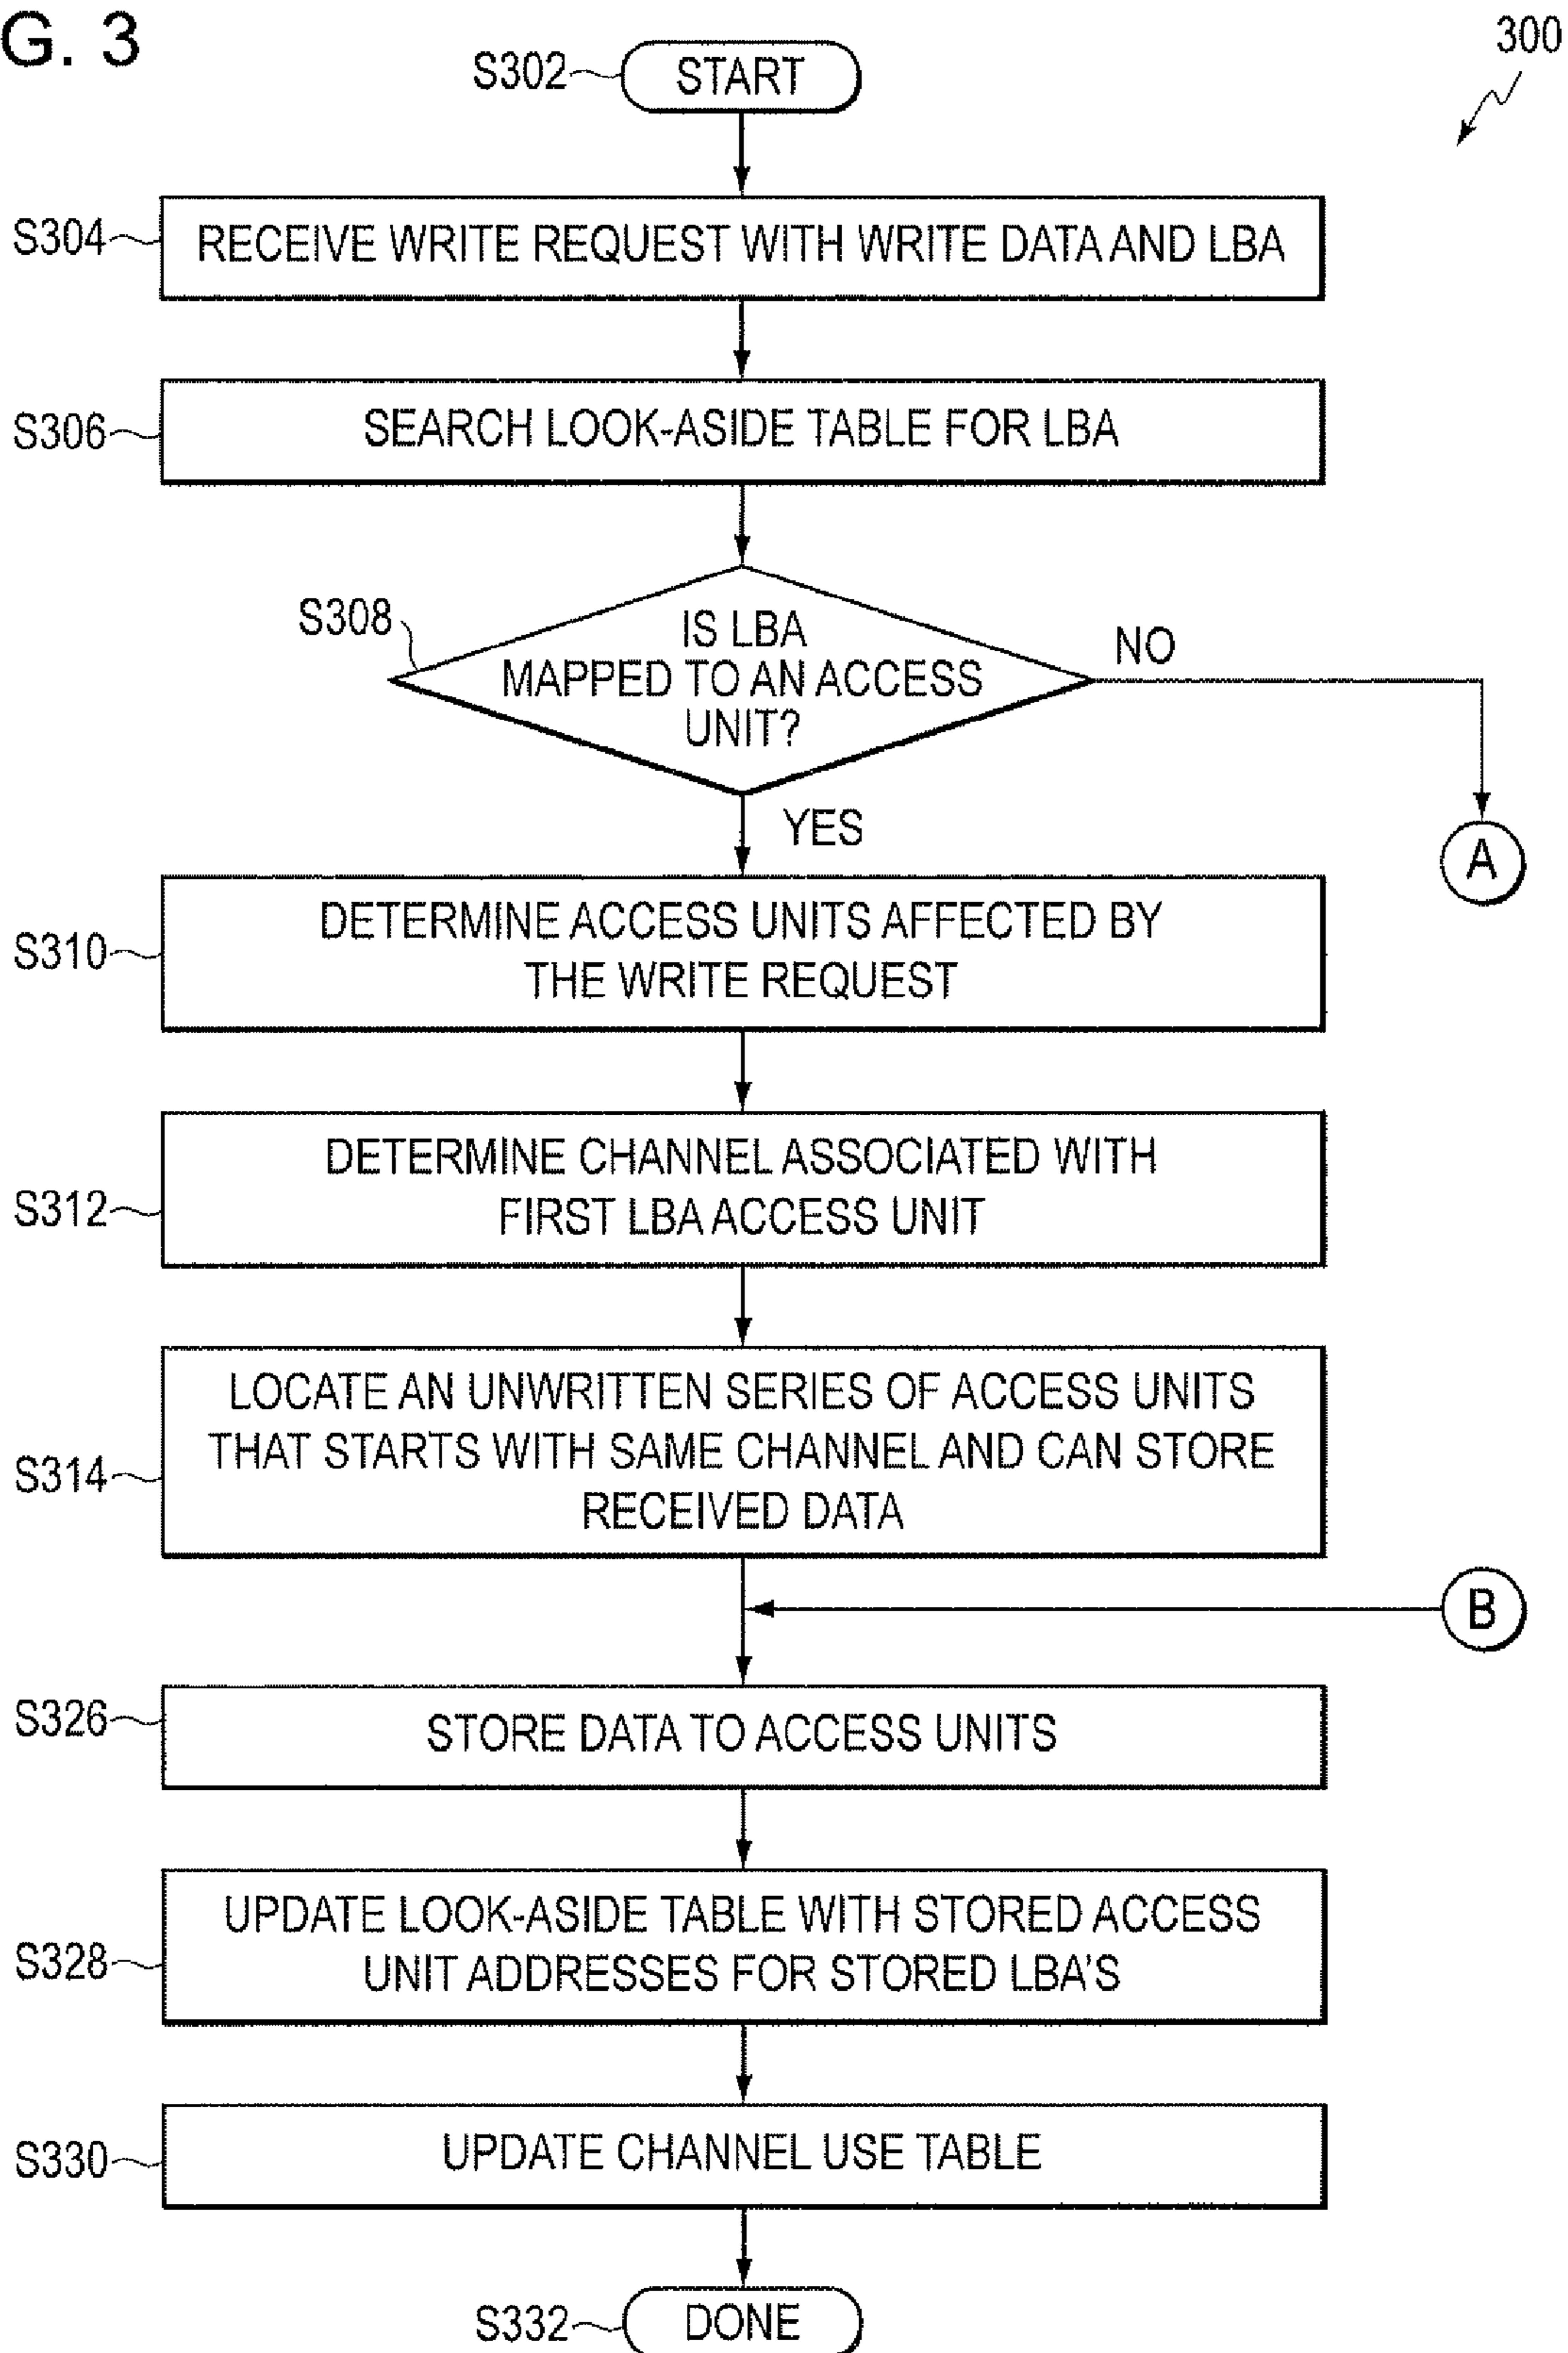 G. 3
300
S302
START
S304
RECEIVE WRITE REQUEST WITH WRITE DATA AND LBA
S306
SEARCH LOOK-ASIDE TABLE FOR LBA
S308
IS LBA
MAPPED TO AN ACCESS
UNIT?
NO
YES
A
S310
DETERMINE ACCESS UNITS AFFECTED BY
THE WRITE REQUEST
S312
DETERMINE CHANNEL ASSOCIATED WITH
FIRST LBA ACCESS UNIT
S314
LOCATE AN UNWRITTEN SERIES OF ACCESS UNITS
THAT STARTS WITH SAME CHANNEL AND CAN STORE
RECEIVED DATA
B
S326
STORE DATA TO ACCESS UNITS
S328
UPDATE LOOK-ASIDE TABLE WITH STORED ACCESS
UNIT ADDRESSES FOR STORED LBA'S
S330
UPDATE CHANNEL USE TABLE
S332
DONE